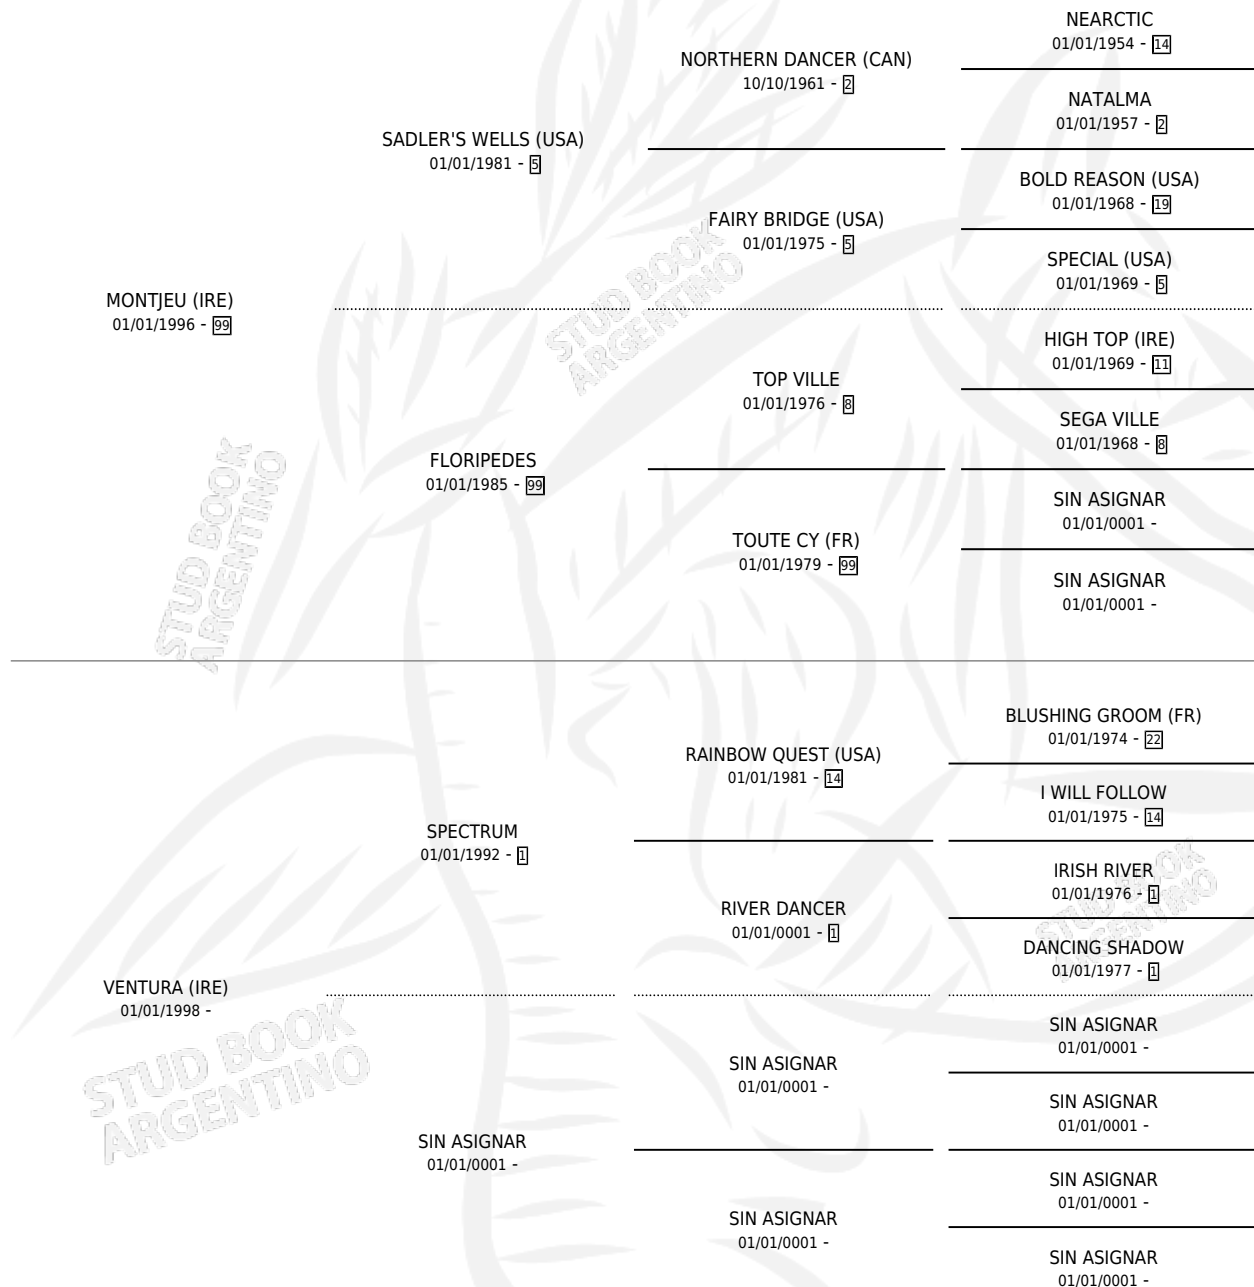 NEARCTIC
01/01/1954 - 14
NORTHERN DANCER (CAN)
10/10/1961 - 2
NATALMA
01/01/1957 - 2
SADLER'S WELLS (USA)
01/01/1981 - 5
BOLD REASON (USA)
01/01/1968 - 19
FAIRY BRIDGE (USA)
01/01/1975 - 5
SPECIAL (USA)
01/01/1969 - 5
MONTJEU (IRE)
01/01/1996 - 99
HIGH TOP (IRE)
01/01/1969 - 11
TOP VILLE
01/01/1976 - 8
SEGA VILLE
01/01/1968 - 8
FLORIPEDES
01/01/1985 - 99
SIN ASIGNAR
01/01/0001 -
TOUTE CY (FR)
01/01/1979 - 99
SIN ASIGNAR
01/01/0001 -
BLUSHING GROOM (FR)
01/01/1974 - 22
RAINBOW QUEST (USA)
01/01/1981 - 14
I WILL FOLLOW
01/01/1975 - 14
SPECTRUM
01/01/1992 - 1
IRISH RIVER
01/01/1976 - 1
RIVER DANCER
01/01/0001 - 1
DANCING SHADOW
01/01/1977 - 1
VENTURA (IRE)
01/01/1998 -
SIN ASIGNAR
01/01/0001 -
SIN ASIGNAR
01/01/0001 -
SIN ASIGNAR
01/01/0001 -
SIN ASIGNAR
01/01/0001 -
SIN ASIGNAR
01/01/0001 -
SIN ASIGNAR
01/01/0001 -
SIN ASIGNAR
01/01/0001 -
STUD BOOK
ARGENTINO
STUD BOOK
ARGENTINO
STUD BOOK
ARGENTINO
STUD BOOK
ARGENTINO